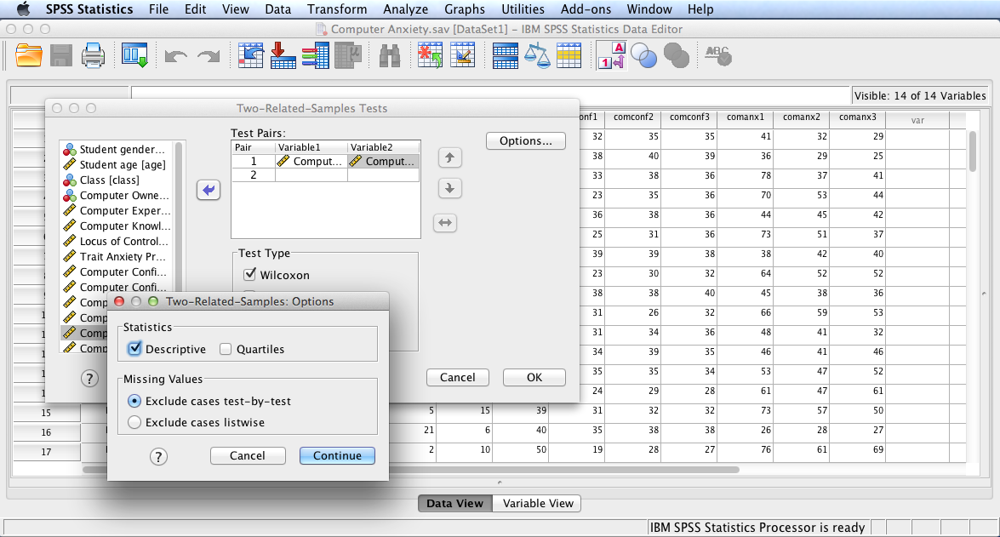 SPSS Statistics File Edit View Data Transform Analyze Graphs Utilities Add-ons Window Help
Computer Anxiety.sav [DataSet1] – IBM SPSS Statistics Data Editor
A
1
ABC
Visible: 14 of 14 Variables
Two-Related-Samples Tests
Test Pairs:
Options...
Pair Variable1 Variable2
1 Comput... Comput...
2
Student gender...
Student age [age]
Class [class]
Computer Owne...
Computer Exper...
Computer Knowl...
Locus of Control...
Trait Anxiety Pr...
Computer Confi...
Computer Confi...
Comp
Comp
Comp
Comp
Test Type
Wilcoxon
? Cancel OK
Two-Related-Samples: Options
Statistics
Descriptive Quartiles
Missing Values
Exclude cases test-by-test
Exclude cases listwise
? Cancel Continue
onf1 comconf2 comconf3 comanx1 comanx2 comanx3 var
32 35 35 41 32 29
38 40 39 36 29 25
33 38 36 78 37 41
23 35 36 70 53 44
36 38 36 44 45 42
25 31 36 73 51 37
39 39 38 38 42 40
23 30 32 64 52 52
38 38 40 45 38 36
31 26 32 66 59 53
31 34 36 48 41 32
34 39 35 46 41 46
35 35 34 53 47 52
24 29 28 61 47 61
15 5 15 39 31 32 32 73 57 50
16 21 6 40 35 38 38 26 28 27
17 2 10 50 19 28 27 76 61 69
Data View Variable View
IBM SPSS Statistics Processor is ready